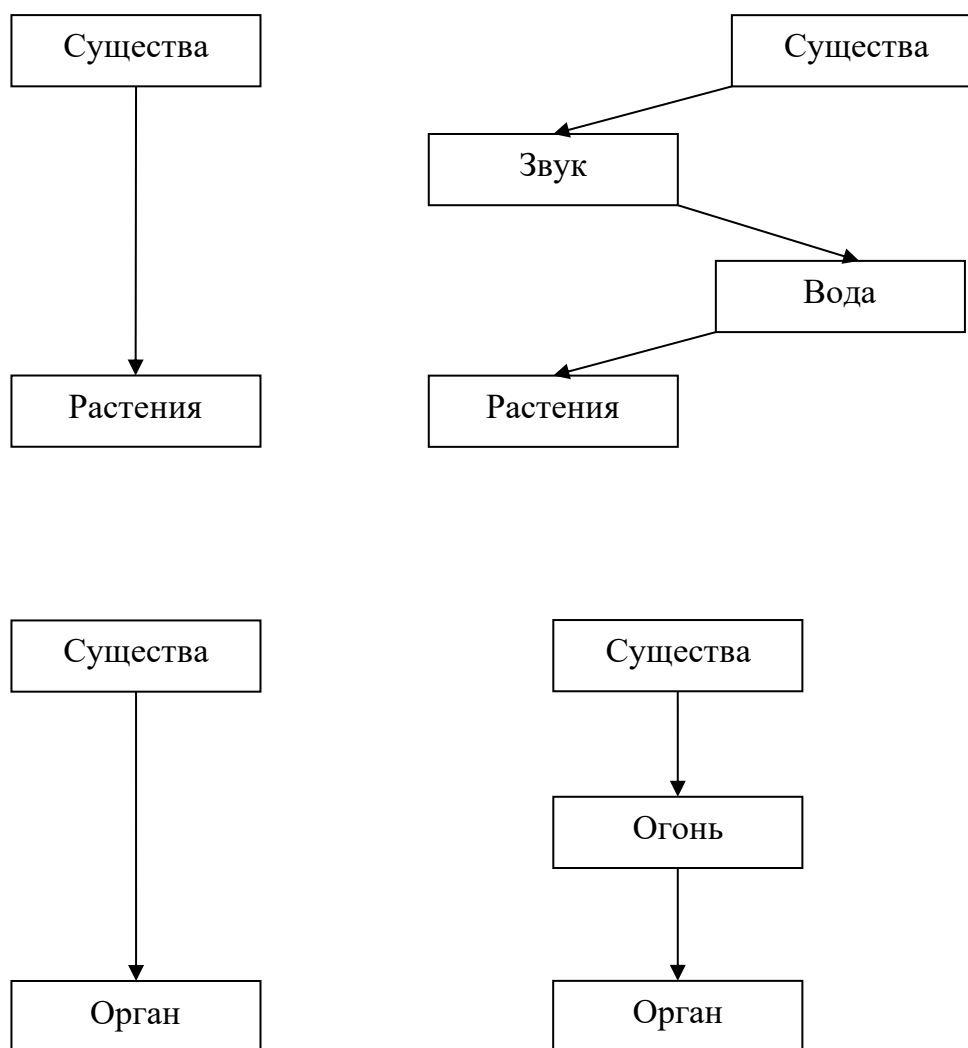 Существа
Существа
Звук
Вода
Растения
Растения
Существа
Существа
Огонь
Орган
Орган